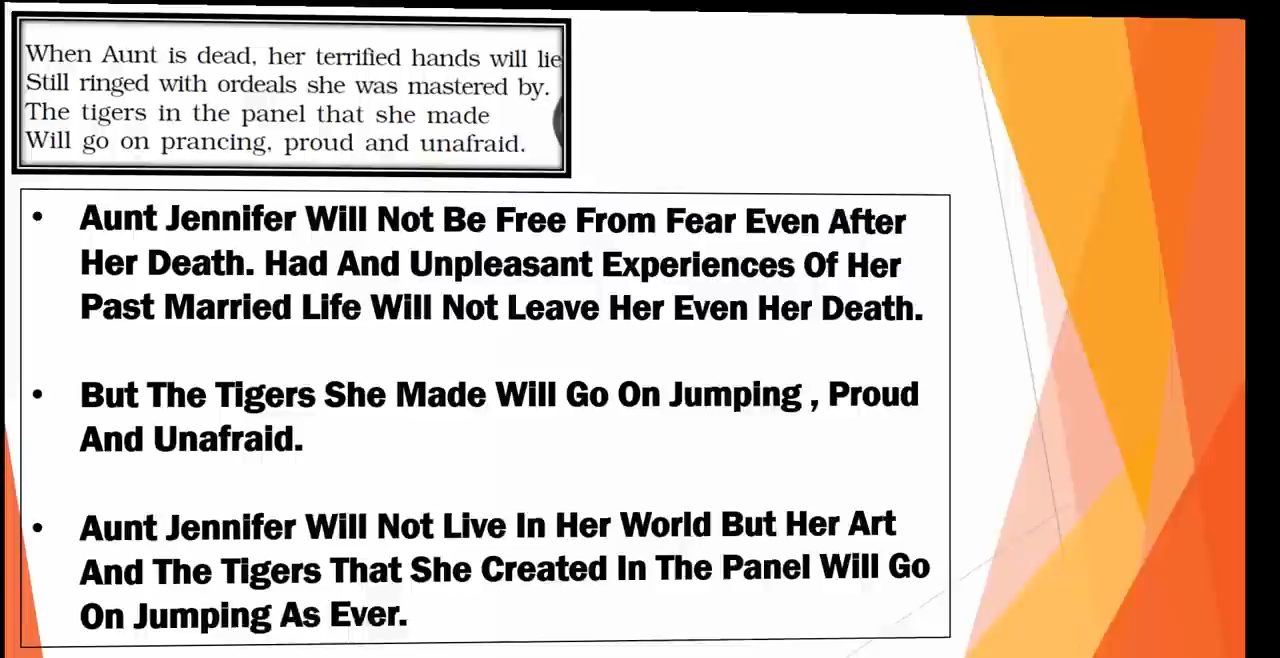 When Aunt is dead, her terrified hands will lie
Still ringed with ordeals she was mastered by.
The tigers in the panel that she made
Will go on prancing, proud and unafraid.
• Aunt Jennifer Will Not Be Free From Fear Even After
Her Death. Had And Unpleasant Experiences Of Her
Past Married Life Will Not Leave Her Even Her Death.
• But The Tigers She Made Will Go On Jumping , Proud
And Unafraid.
• Aunt Jennifer Will Not Live In Her World But Her Art
And The Tigers That She Created In The Panel Will Go
On Jumping As Ever.